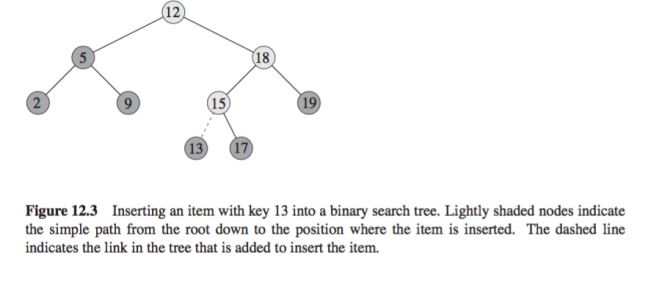 12
5 18
2 9 15 19
13 17
Figure 12.3 Inserting an item with key 13 into a binary search tree. Lightly shaded nodes indicate
the simple path from the root down to the position where the item is inserted. The dashed line
indicates the link in the tree that is added to insert the item.